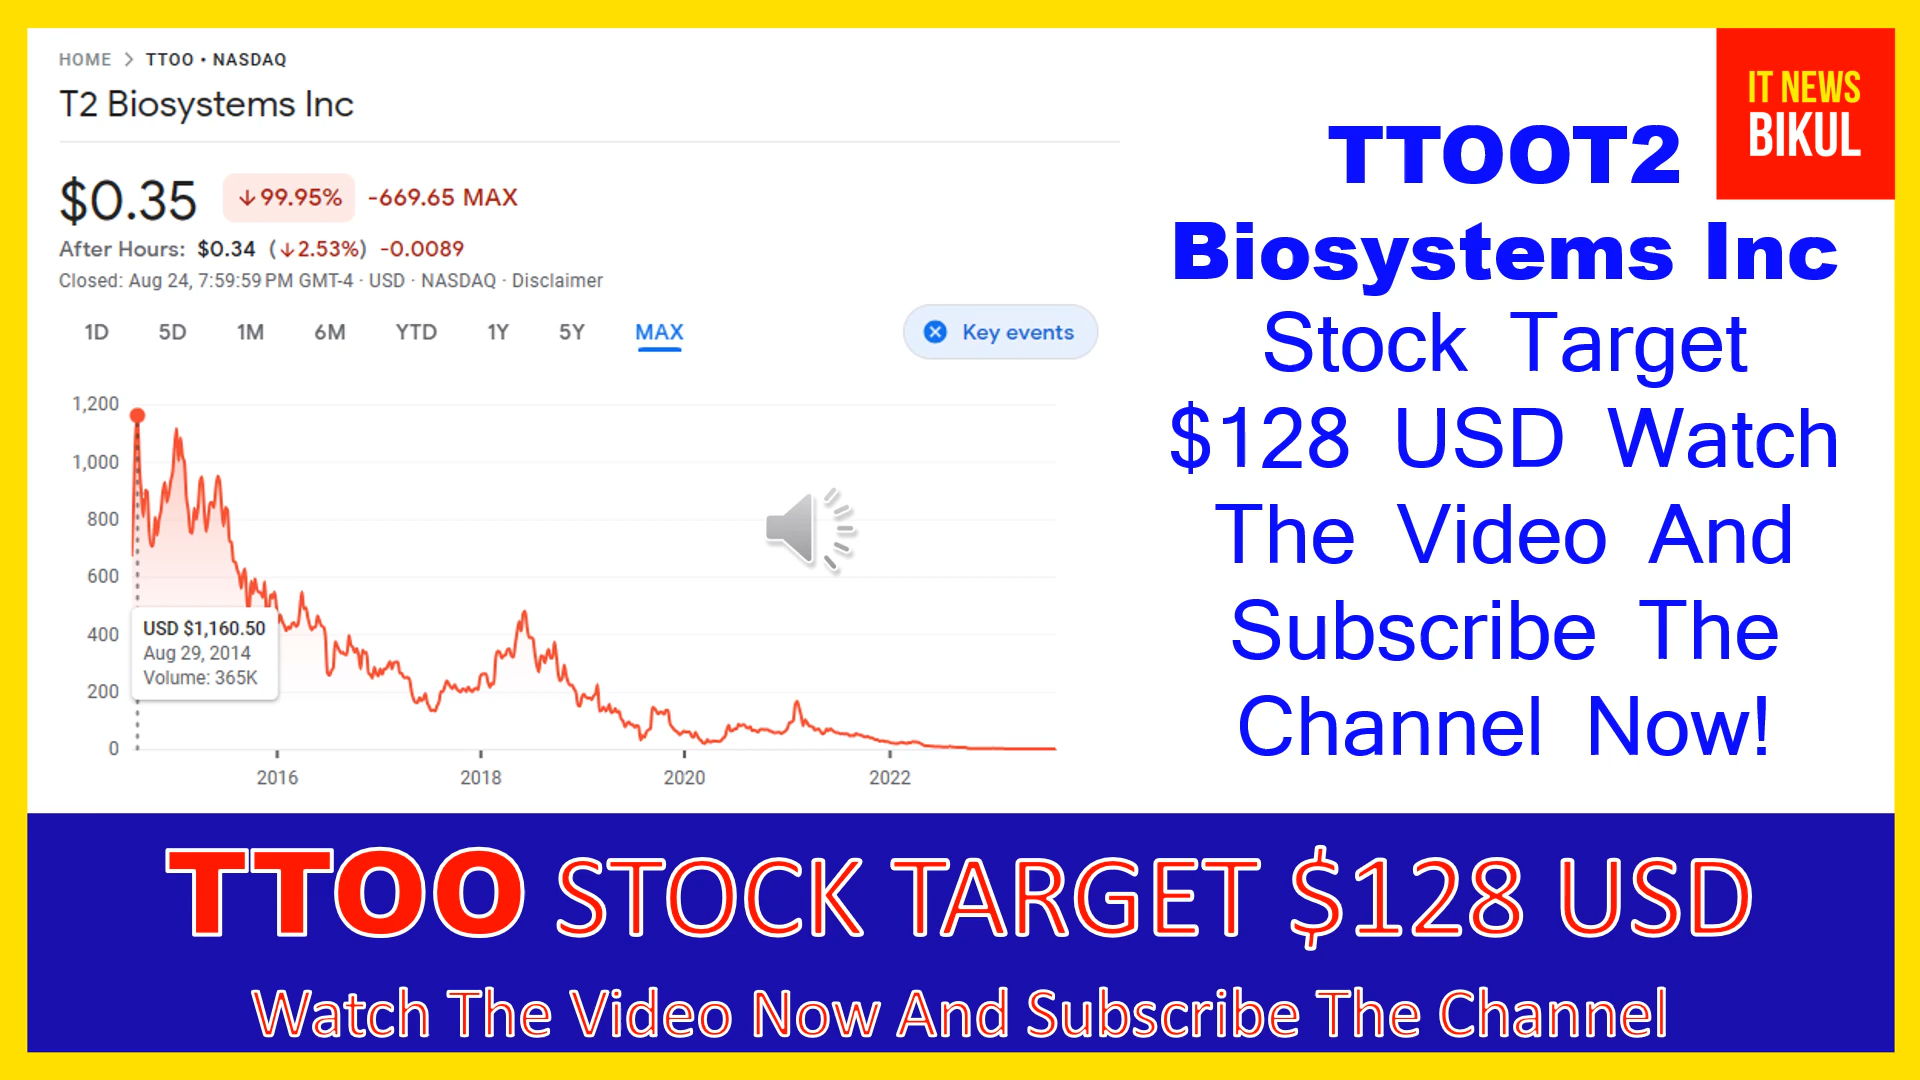 HOME > TTOO • NASDAQ
T2 Biosystems Inc
$0.35 ↓99.95% -669.65 MAX
After Hours: $0.34 (↓2.53%) -0.0089
Closed: Aug 24, 7:59:59 PM GMT-4 · USD · NASDAQ · Disclaimer
1D 5D 1M 6M YTD 1Y 5Y MAX
Key events
1,200
1,000
800
600
400
200
0
USD $1,160.50
Aug 29, 2014
Volume: 365K
2016 2018 2020 2022
IT NEWS
BIKUL
TTOOT2
Biosystems Inc
Stock Target
$128 USD Watch
The Video And
Subscribe The
Channel Now!
TTOO STOCK TARGET $128 USD
Watch The Video Now And Subscribe The Channel